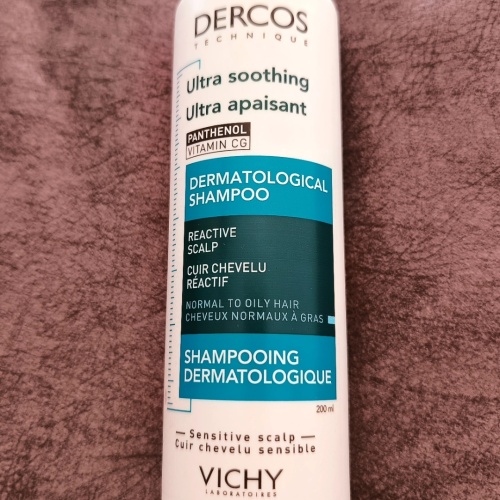 DERCOS
TECHNIQUE
Ultra soothing
Ultra apaisant
PANTHENOL
VITAMIN CG
DERMATOLOGICAL
SHAMPOO
REACTIVE
SCALP
CUIR CHEVELU
RÉACTIF
NORMAL TO OILY HAIR
CHEVEUX NORMAUX À GRAS
SHAMPOOING
DERMATOLOGIQUE
200 ml
— Sensitive scalp —
Cuir chevelu sensible
VICHY
LABORATOIRES